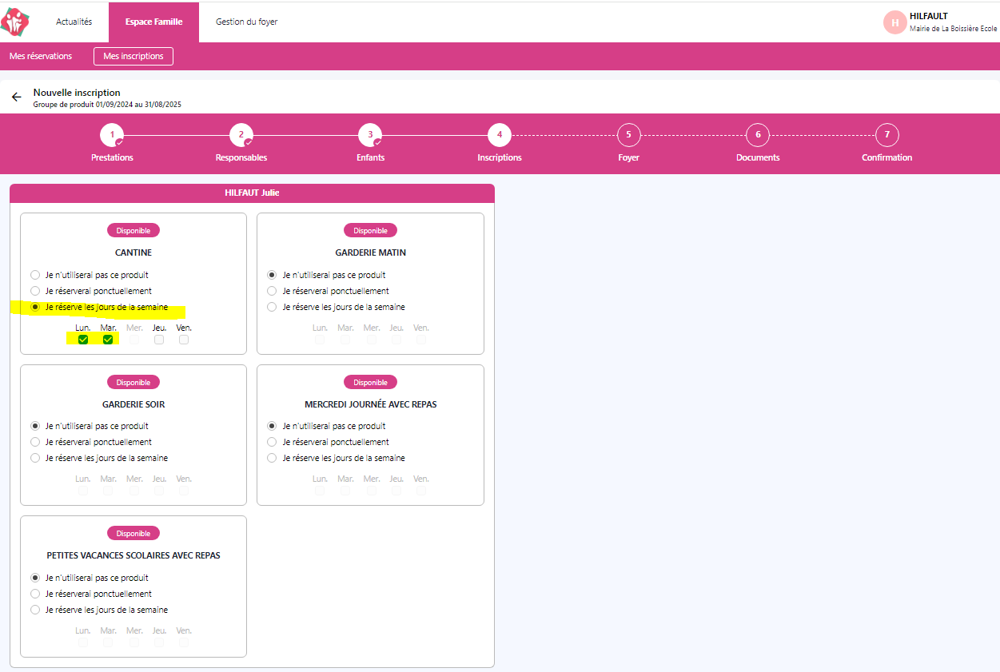 Actualités
Espace Famille
Gestion du foyer
H
HILFAULT
Mairie de La Boissière Ecole
Mes réservations
Mes inscriptions
Nouvelle inscription
Groupe de produit 01/09/2024 au 31/08/2025
1 2 3 4 5 6 7
Prestations Responsables Enfants Inscriptions Foyer Documents Confirmation
HILFAUT Julie
Disponible
CANTINE
Je n'utiliserai pas ce produit
Je réserverai ponctuellement
Je réserve les jours de la semaine
Lun. Mar. Mer. Jeu. Ven.
Disponible
GARDERIE MATIN
Je n'utiliserai pas ce produit
Je réserverai ponctuellement
Je réserve les jours de la semaine
Lun. Mar. Mer. Jeu. Ven.
Disponible
GARDERIE SOIR
Je n'utiliserai pas ce produit
Je réserverai ponctuellement
Je réserve les jours de la semaine
Lun. Mar. Mer. Jeu. Ven.
Disponible
MERCREDI JOURNÉE AVEC REPAS
Je n'utiliserai pas ce produit
Je réserverai ponctuellement
Je réserve les jours de la semaine
Lun. Mar. Mer. Jeu. Ven.
Disponible
PETITES VACANCES SCOLAIRES AVEC REPAS
Je n'utiliserai pas ce produit
Je réserverai ponctuellement
Je réserve les jours de la semaine
Lun. Mar. Mer. Jeu. Ven.